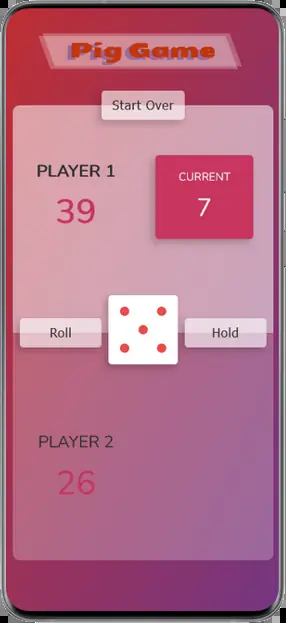 Pig Game
Start Over
PLAYER 1
39
CURRENT
7
Roll
Hold
PLAYER 2
26